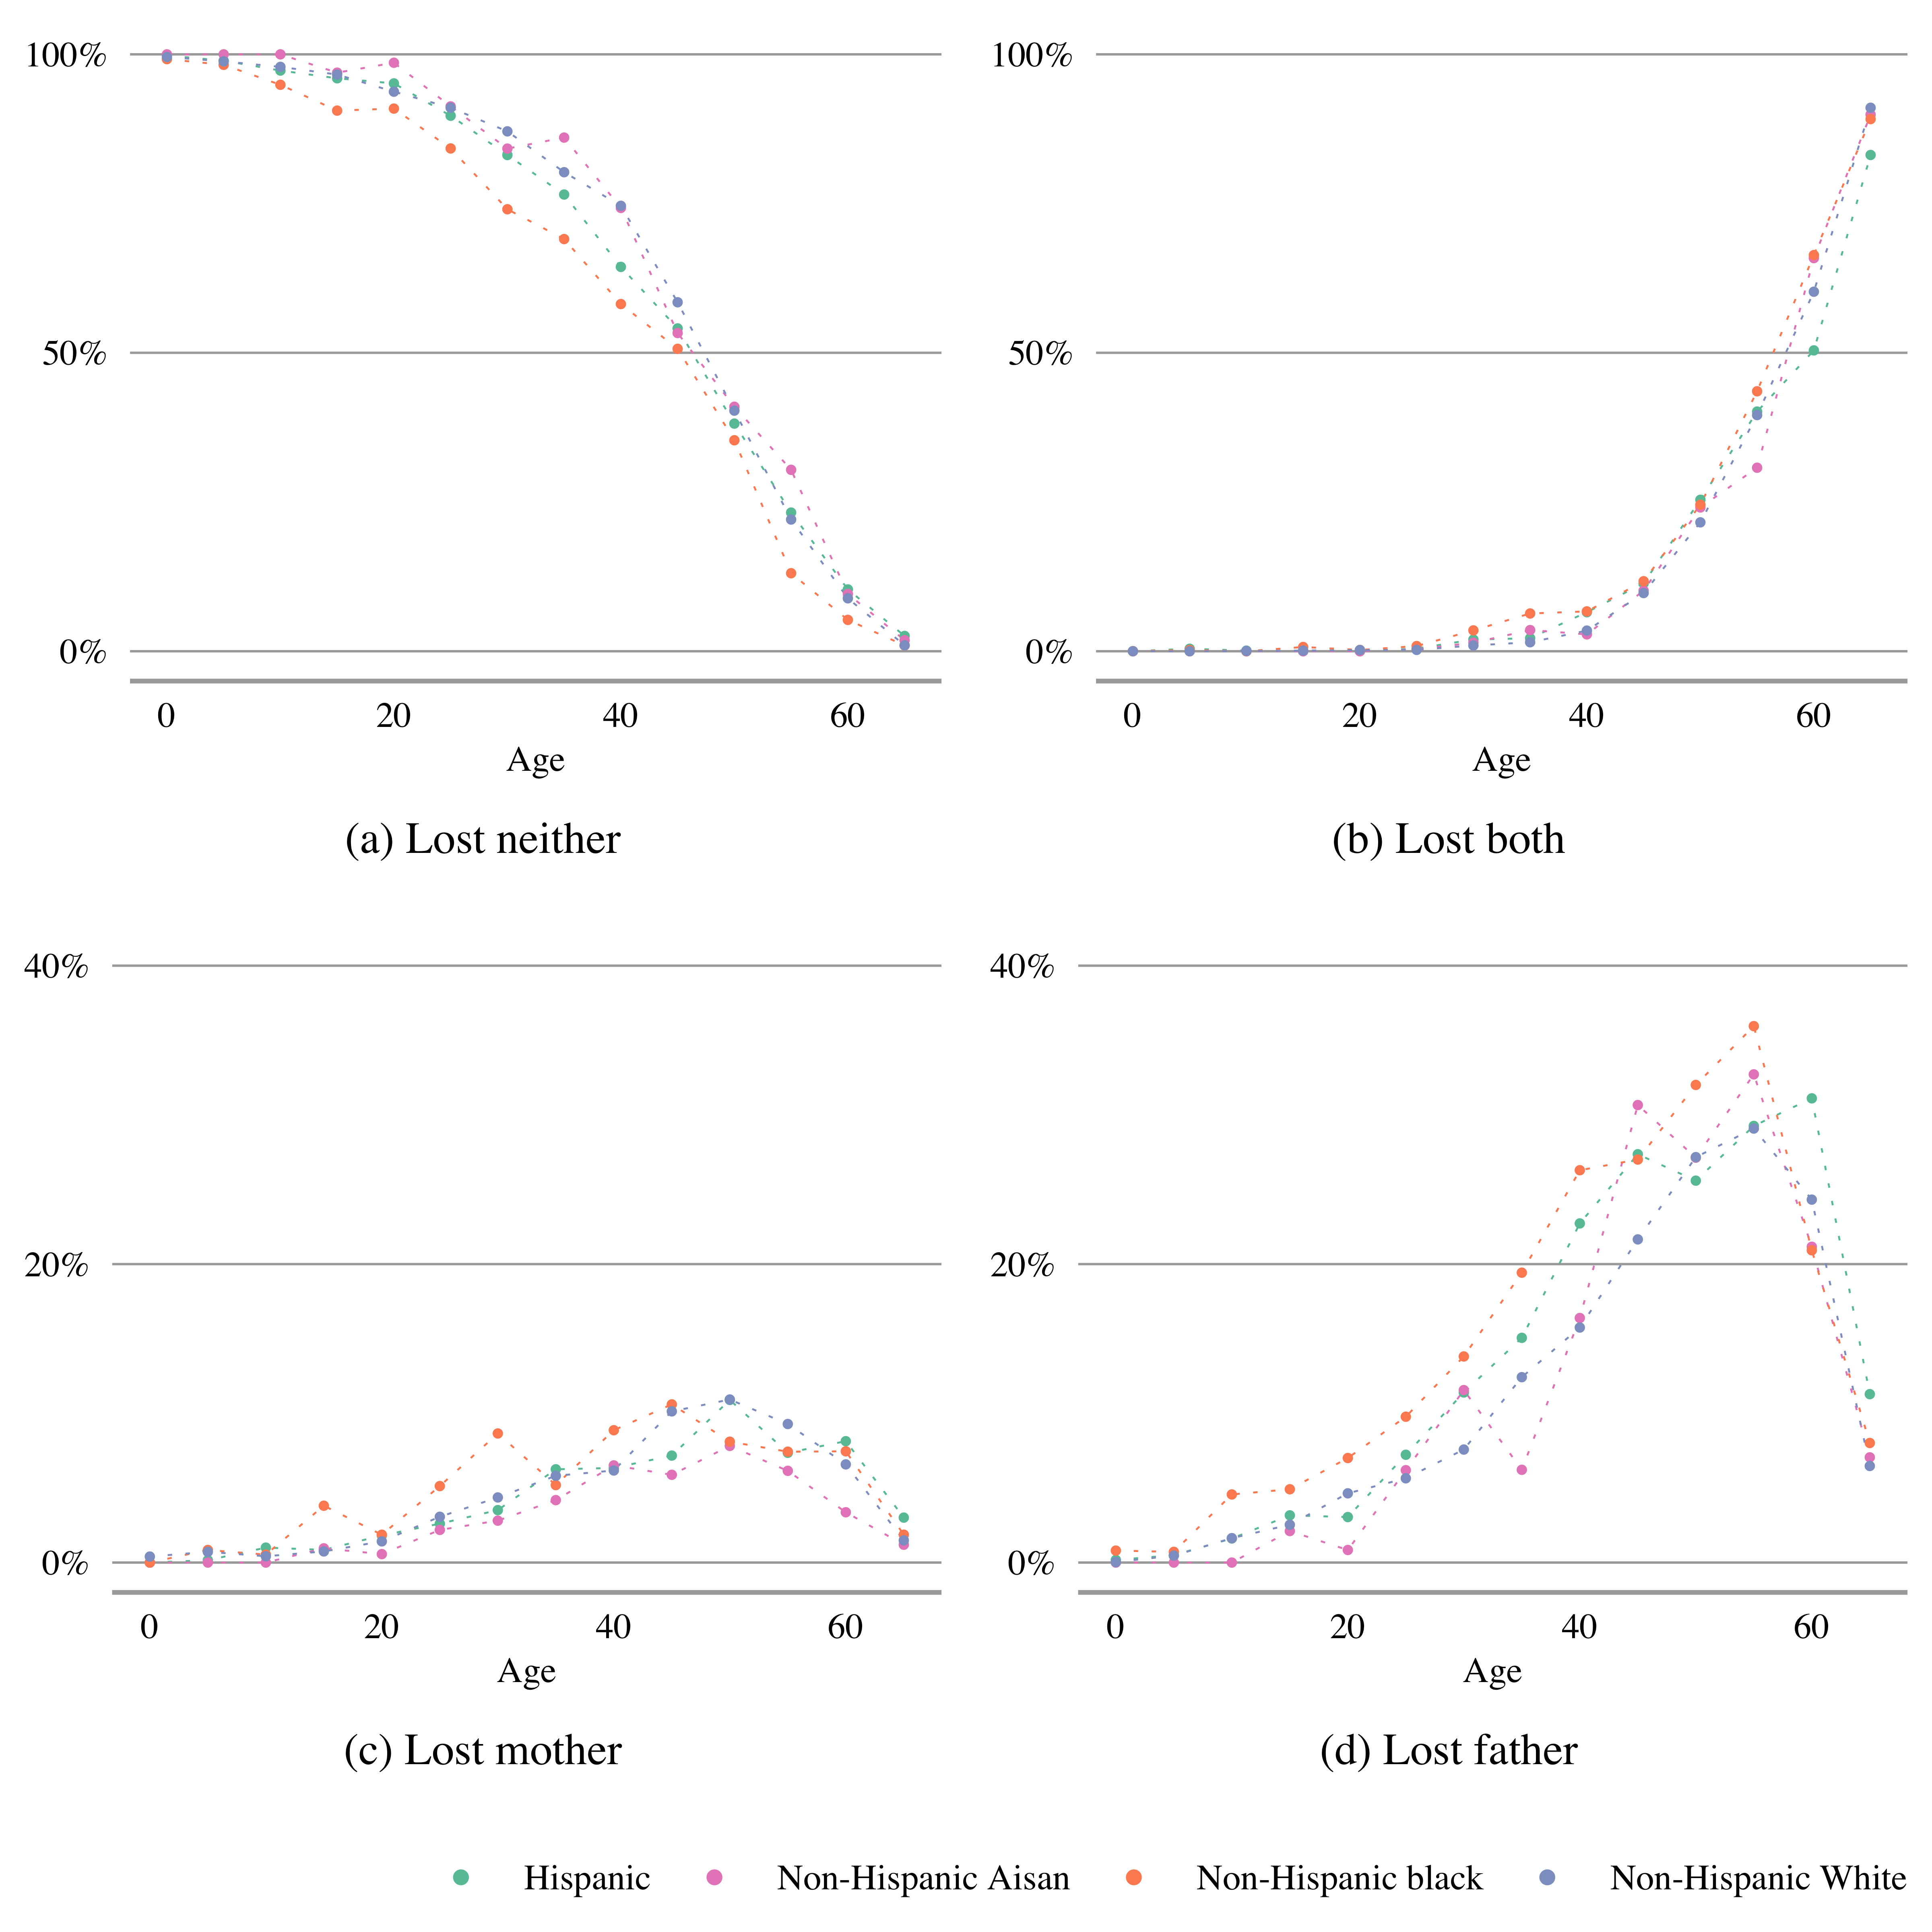 100%
50%
0%
0 20 40 60
Age
(a) Lost neither
100%
50%
0%
0 20 40 60
Age
(b) Lost both
40%
20%
0%
0 20 40 60
Age
(c) Lost mother
40%
20%
0%
0 20 40 60
Age
(d) Lost father
Hispanic Non-Hispanic Aisan Non-Hispanic black Non-Hispanic White